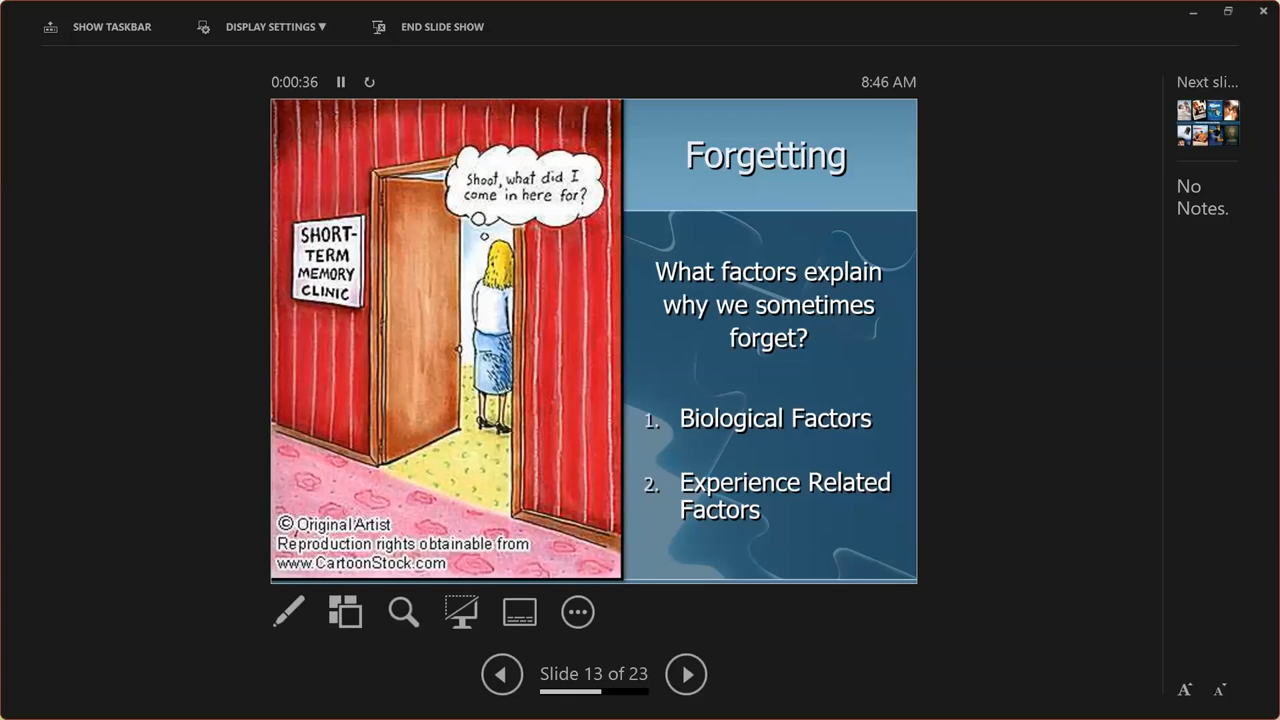 SHOW TASKBAR
DISPLAY SETTINGS ▼
END SLIDE SHOW
0:00:36
8:46 AM
Next sli...
No
Notes.
Shoot, what did I
come in here for?
SHORT-
TERM
MEMORY
CLINIC
© Original Artist
Reproduction rights obtainable from
www.CartoonStock.com
Forgetting
What factors explain
why we sometimes
forget?
1. Biological Factors
2. Experience Related
Factors
Slide 13 of 23
A A